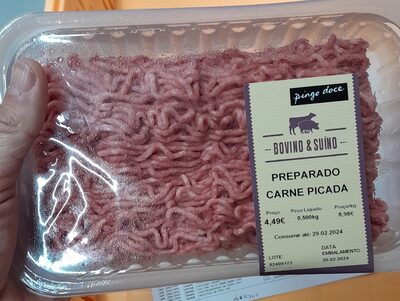 pingo doce
BOVINO & SUÍNO
PREPARADO
CARNE PICADA
Preço: Peso Líquido: Preço/kg
4,49€ 0,500kg 8,98€
Consumir até: 29.02.2024
LOTE DATA
EMBALAMENTO
20.02.2024